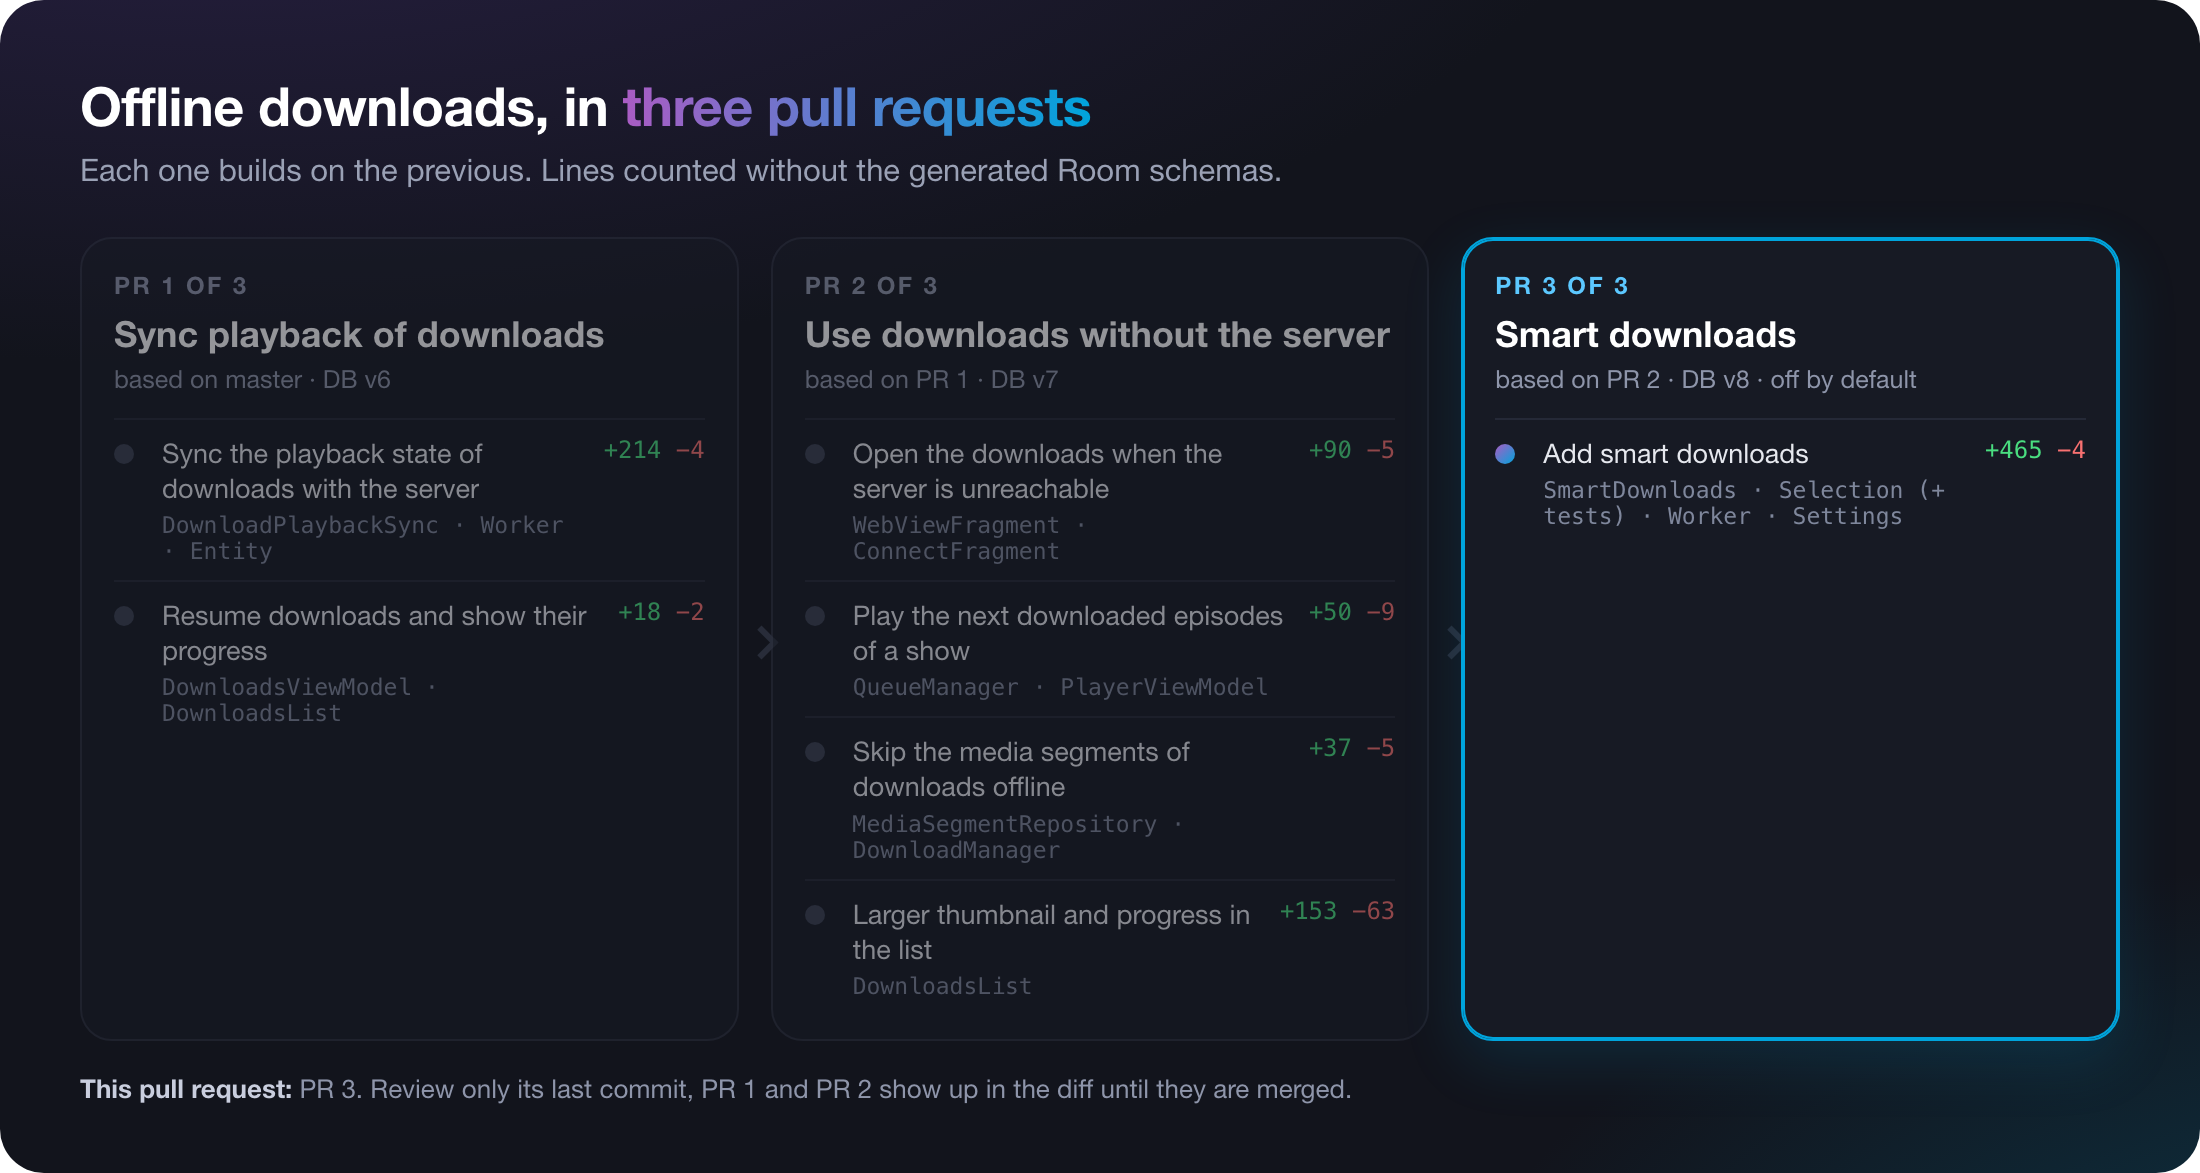 Offline downloads, in three pull requests
Each one builds on the previous. Lines counted without the generated Room schemas.
PR 1 OF 3
Sync playback of downloads
based on master · DB v6
Sync the playback state of
downloads with the server
+214 −4
DownloadPlaybackSync · Worker
· Entity
Resume downloads and show their
progress
+18 −2
DownloadsViewModel ·
DownloadsList
PR 2 OF 3
Use downloads without the server
based on PR 1 · DB v7
Open the downloads when the
server is unreachable
+90 −5
WebViewFragment ·
ConnectFragment
Play the next downloaded episodes
of a show
+50 −9
QueueManager · PlayerViewModel
Skip the media segments of
downloads offline
+37 −5
MediaSegmentRepository ·
DownloadManager
Larger thumbnail and progress in
the list
+153 −63
DownloadsList
PR 3 OF 3
Smart downloads
based on PR 2 · DB v8 · off by default
Add smart downloads
+465 −4
SmartDownloads · Selection (+
tests) · Worker · Settings
This pull request: PR 3. Review only its last commit, PR 1 and PR 2 show up in the diff until they are merged.